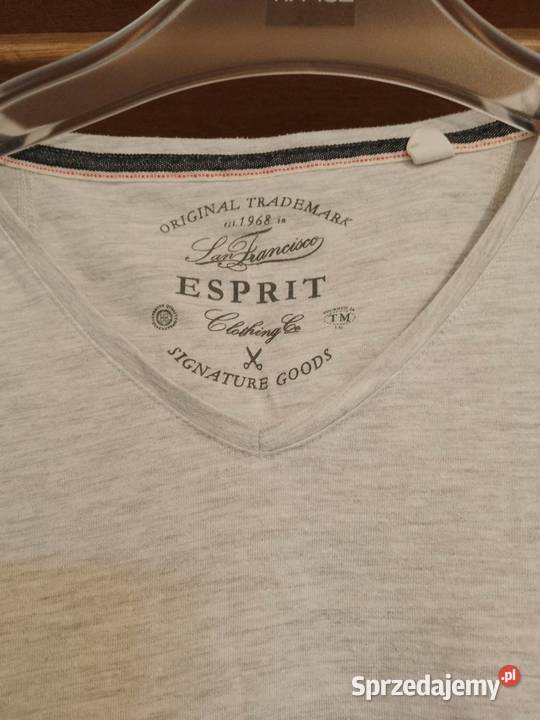 ORIGINAL TRADEMARK
est. 1968 in
San Francisco
ESPRIT
Clothing Co
TM
SIGNATURE GOODS
Sprzedajemy.pl